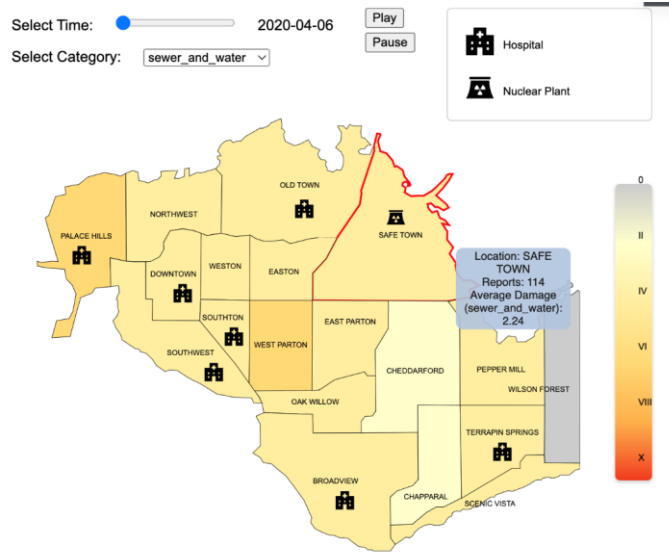 Select Time:
2020-04-06
Play
Pause
Select Category:
sewer_and_water
Hospital
Nuclear Plant
0
II
IV
VI
VIII
X
OLD TOWN
NORTHWEST
PALACE HILLS
SAFE TOWN
Location: SAFE
TOWN
Reports: 114
Average Damage
(sewer_and_water):
2.24
DOWNTOWN
WESTON
EASTON
SOUTHTON
WEST PARTON
EAST PARTON
SOUTHWEST
CHEDDARFORD
PEPPER MILL
WILSON FOREST
OAK WILLOW
TERRAPIN SPRINGS
BROADVIEW
CHAPPARAL
SCENIC VISTA